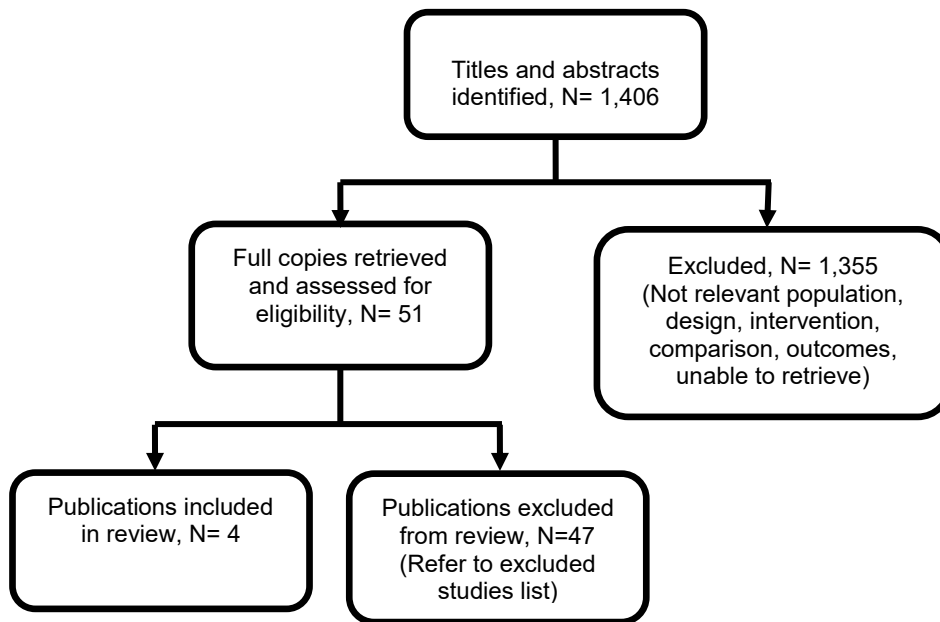 Titles and abstracts
identified, N= 1,406
Full copies retrieved
and assessed for
eligibility, N= 51
Excluded, N= 1,355
(Not relevant population,
design, intervention,
comparison, outcomes,
unable to retrieve)
Publications included
in review, N= 4
Publications excluded
from review, N=47
(Refer to excluded
studies list)